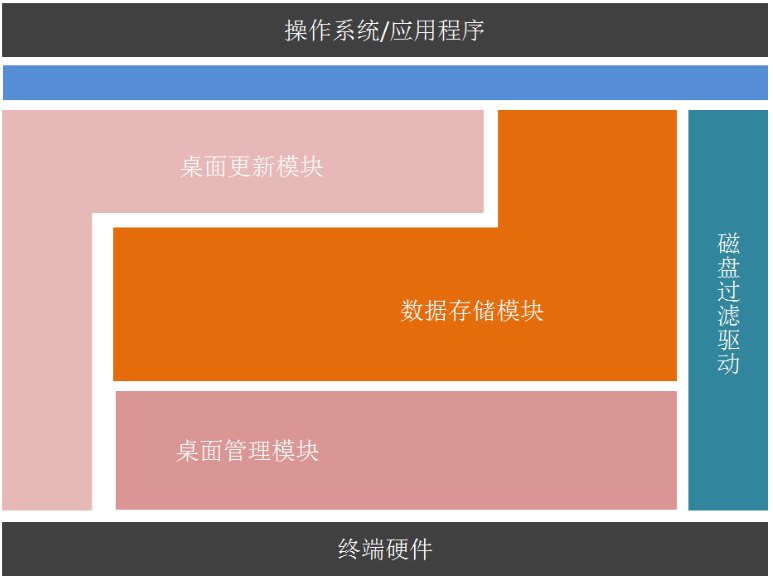 操作系统/应用程序
桌面更新模块
数据存储模块
磁盘过滤驱动
桌面管理模块
终端硬件